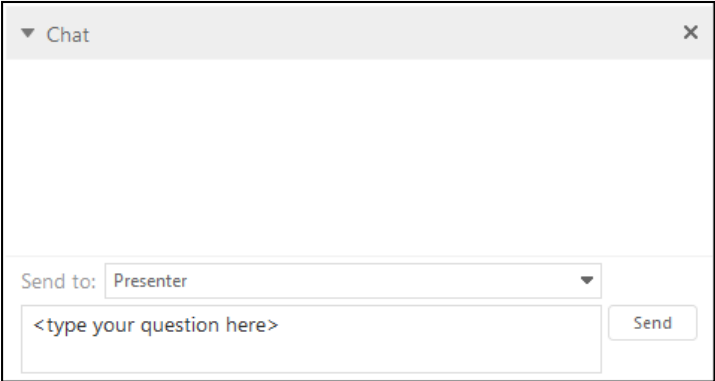 Chat
Send to: Presenter
<type your question here>
Send